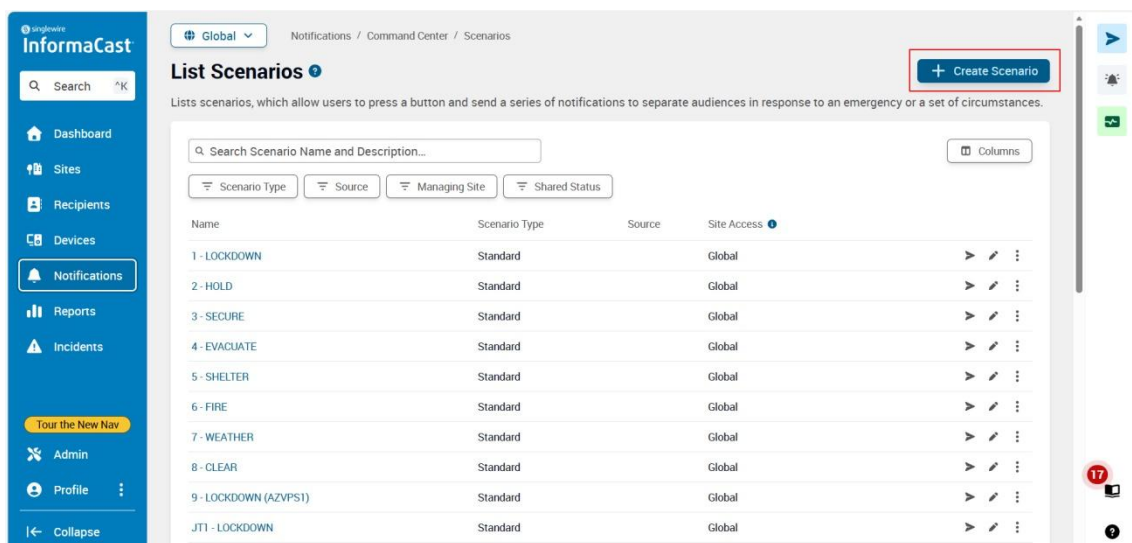 singlewire
InformaCast
Search ^K
Dashboard
Sites
Recipients
Devices
Notifications
Reports
Incidents
Tour the New Nav
Admin
Profile
Collapse
Global
Notifications / Command Center / Scenarios
List Scenarios
+ Create Scenario
Lists scenarios, which allow users to press a button and send a series of notifications to separate audiences in response to an emergency or a set of circumstances.
Search Scenario Name and Description...
Columns
Scenario Type Source Managing Site Shared Status
Name Scenario Type Source Site Access
1 - LOCKDOWN Standard Global
2 - HOLD Standard Global
3 - SECURE Standard Global
4 - EVACUATE Standard Global
5 - SHELTER Standard Global
6 - FIRE Standard Global
7 - WEATHER Standard Global
8 - CLEAR Standard Global
9 - LOCKDOWN (AZVPS1) Standard Global
JT1 - LOCKDOWN Standard Global
17